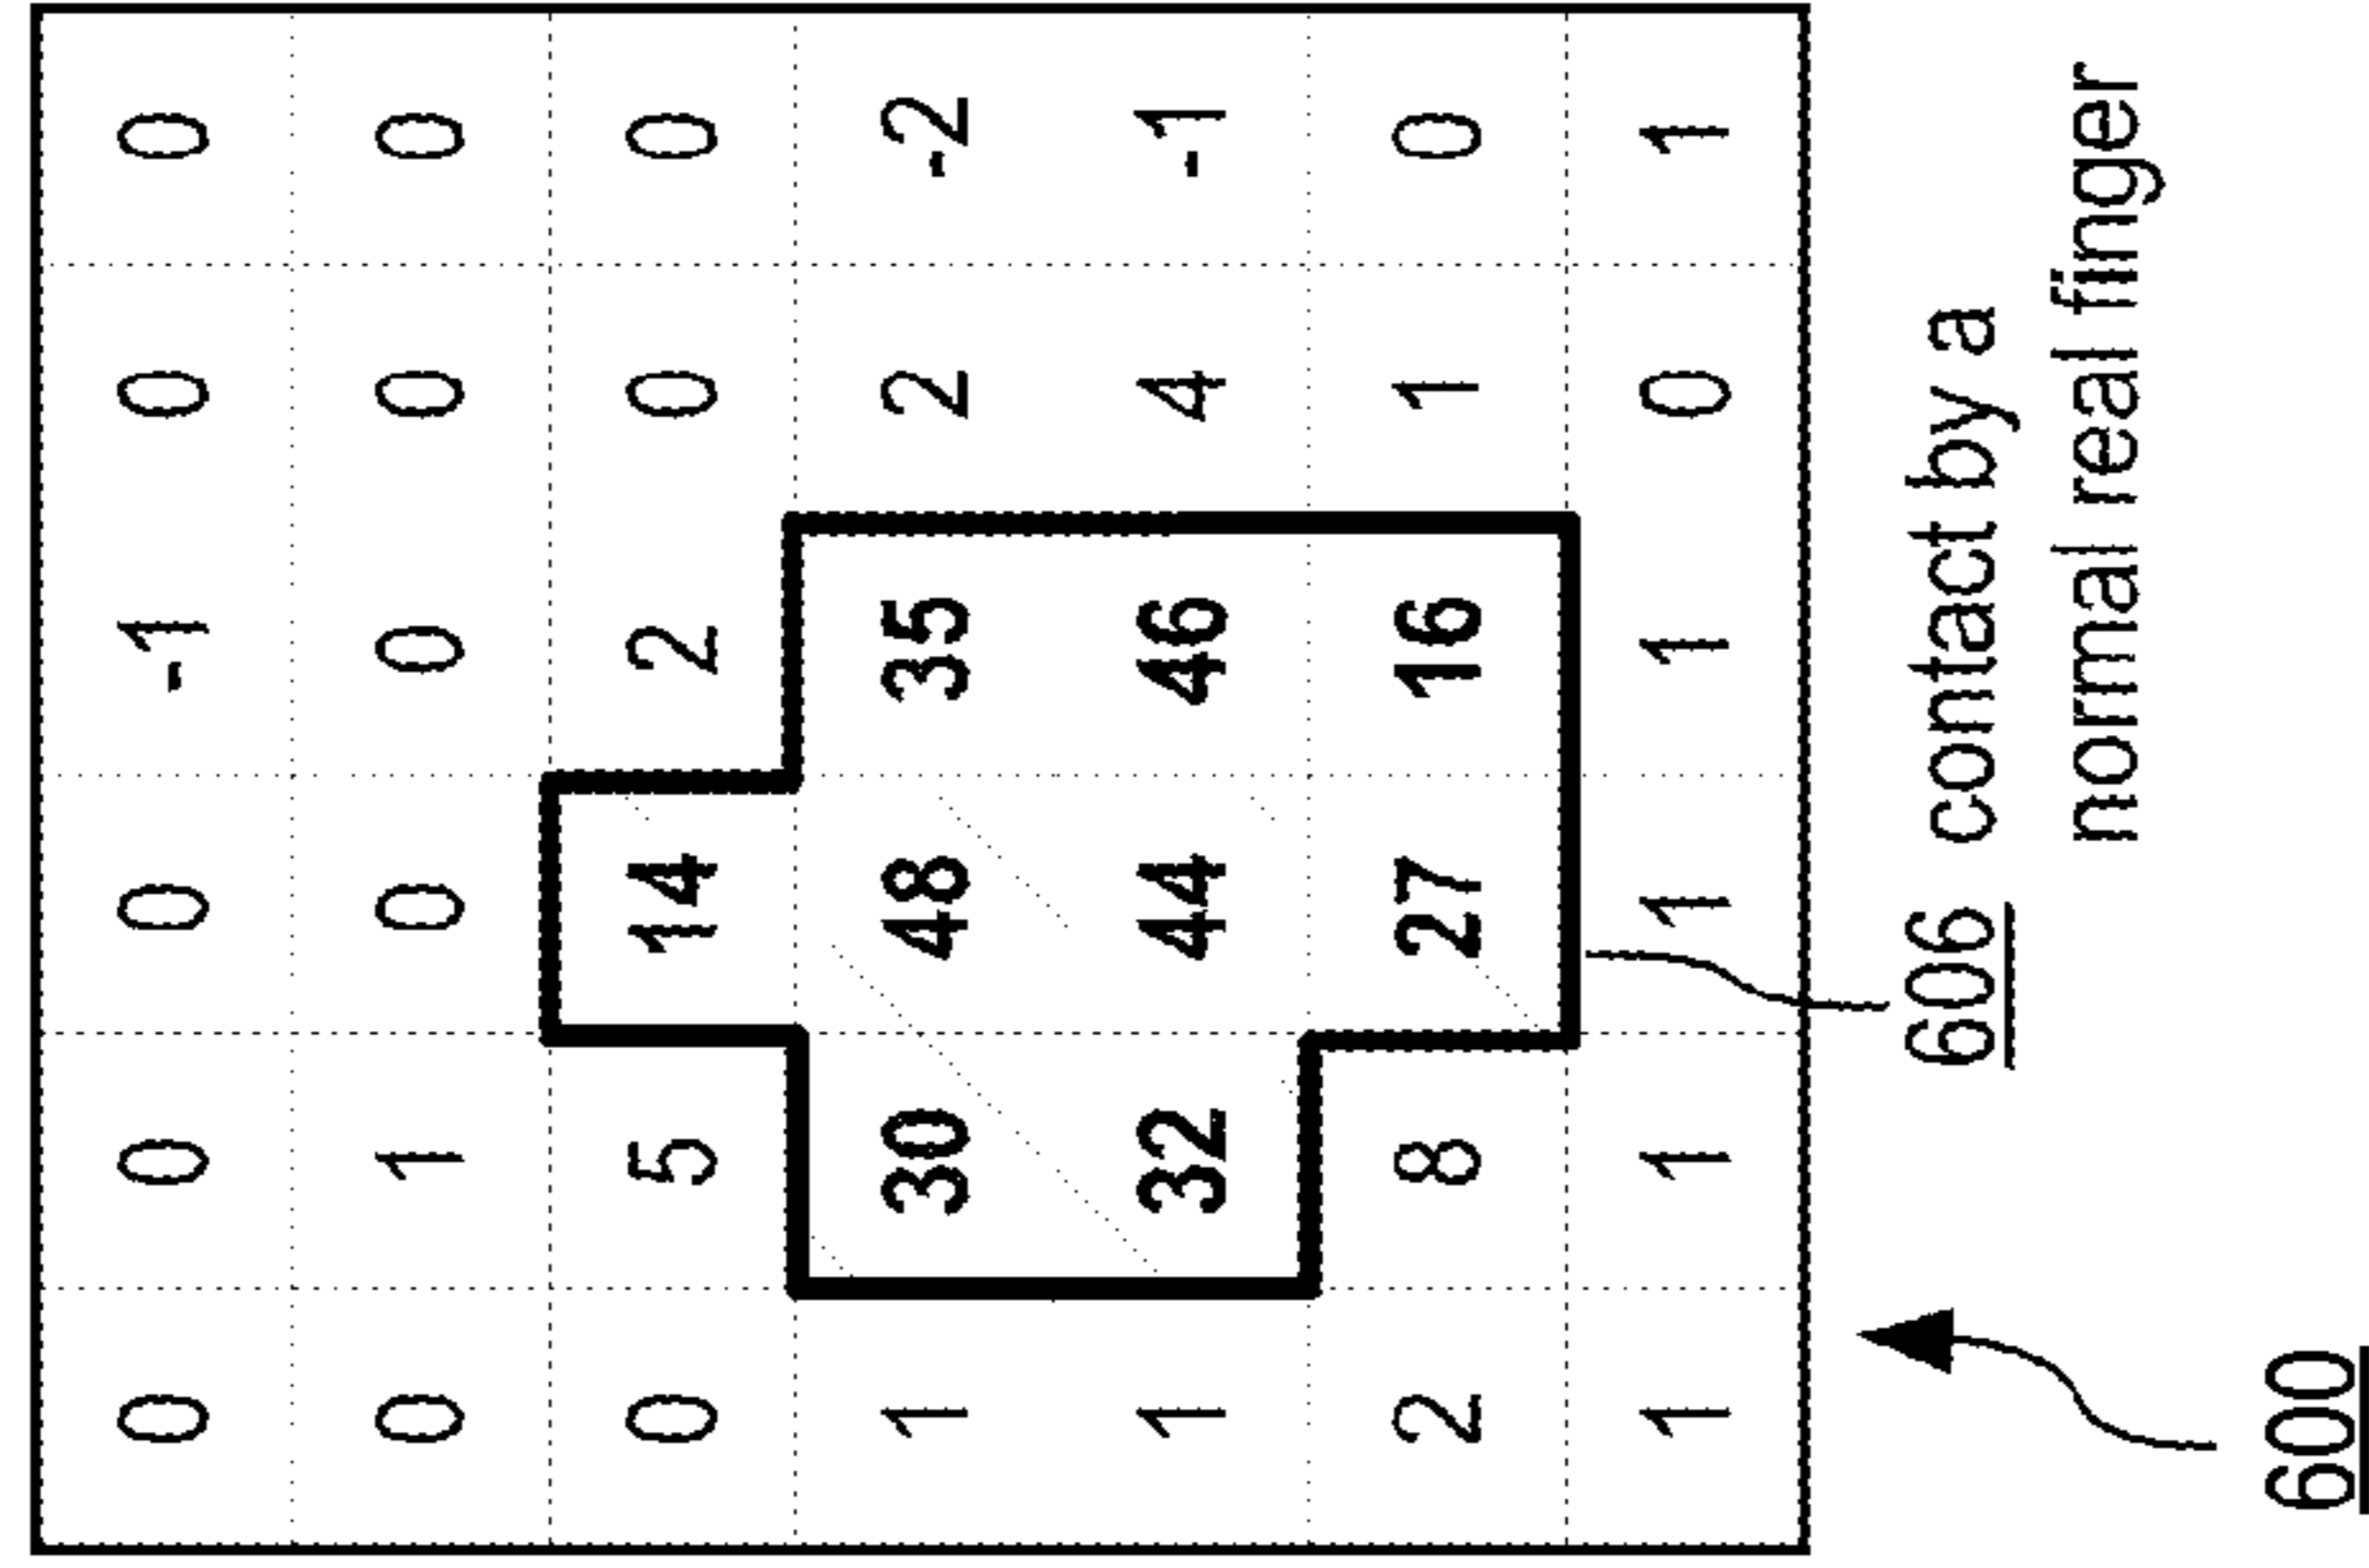 0 0 0 -1 0 0
0 1 0 0 0 0
0 5 14 2 0 0
1 30 48 35 2 -2
1 32 44 46 4 -1
2 8 27 16 1 0
1 1 1 1 0 1
606 contact by a
normal real finger
600